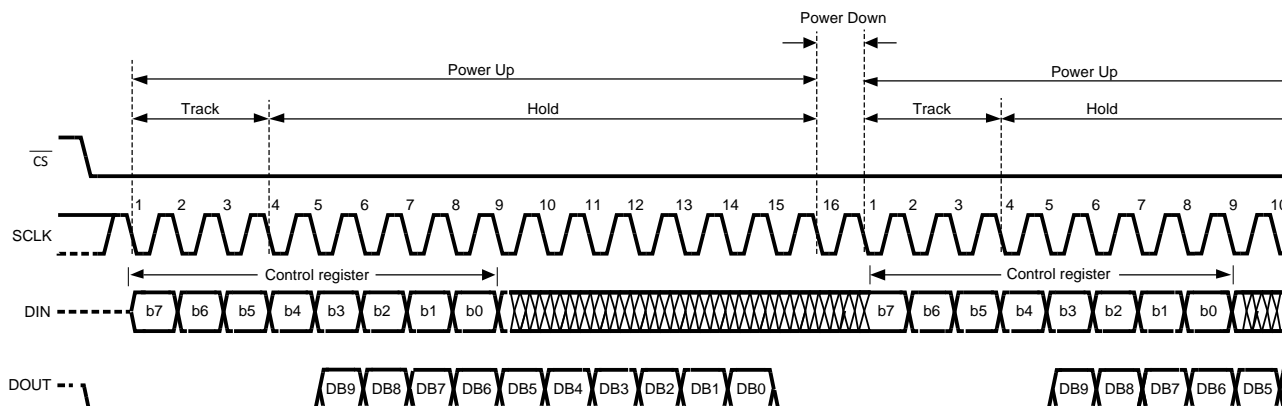 Power Down
Power Up
Power Up
Track Hold Track Hold
CS
1 2 3 4 5 6 7 8 9 10 11 12 13 14 15 16 1 2 3 4 5 6 7 8 9 10
SCLK
Control register Control register
DIN b7 b6 b5 b4 b3 b2 b1 b0 b7 b6 b5 b4 b3 b2 b1 b0
DOUT DB9 DB8 DB7 DB6 DB5 DB4 DB3 DB2 DB1 DB0 DB9 DB8 DB7 DB6 DB5